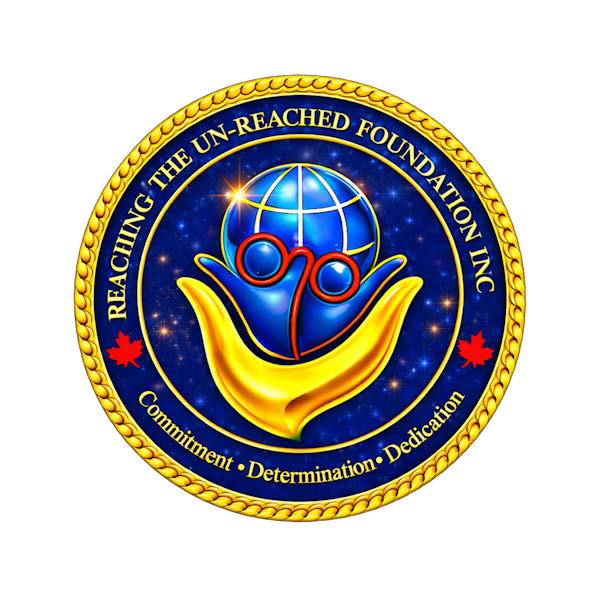 REACHING THE UN-REACHED FOUNDATION INC
Commitment • Determination • Dedication